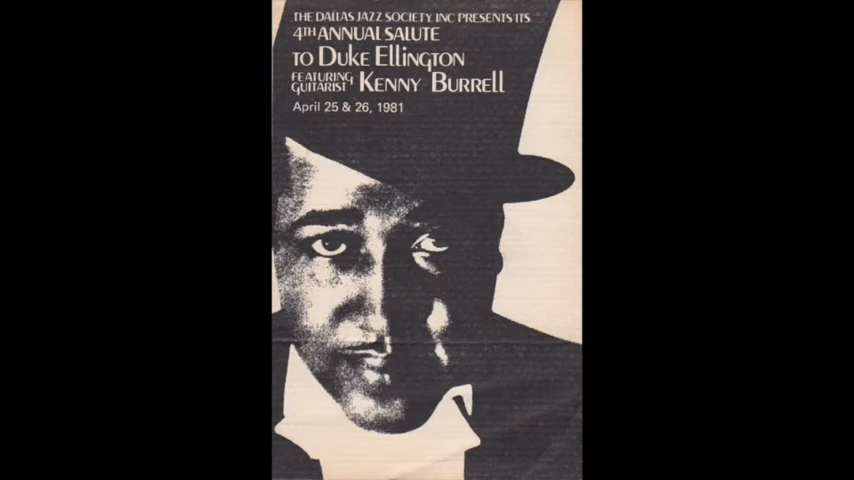 THE DALLAS JAZZ SOCIETY, INC PRESENTS ITS
4TH ANNUAL SALUTE
TO DUKE ELLINGTON
FEATURING
GUITARIST KENNY BURRELL
April 25 & 26, 1981